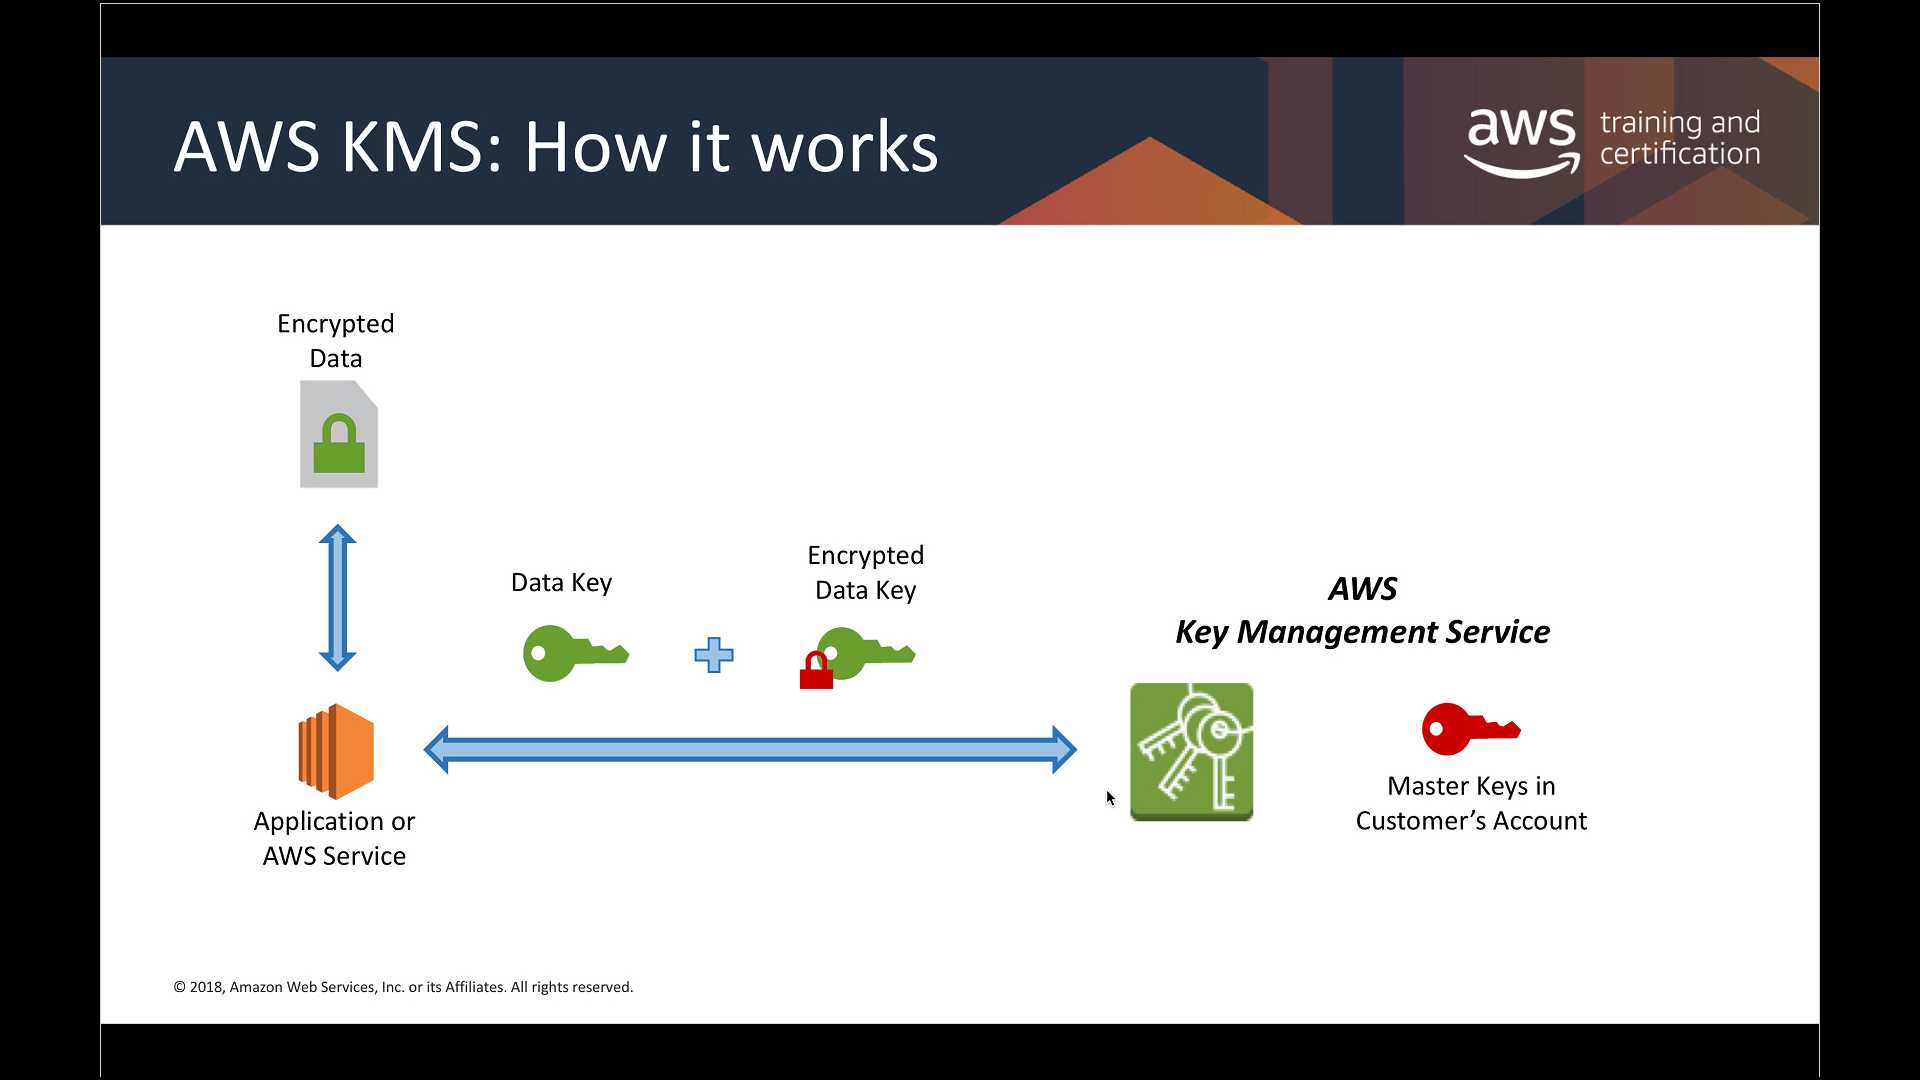 AWS KMS: How it works
aws training and
certification
Encrypted
Data
Data Key
Encrypted
Data Key
AWS
Key Management Service
Application or
AWS Service
Master Keys in
Customer’s Account
© 2018, Amazon Web Services, Inc. or its Affiliates. All rights reserved.